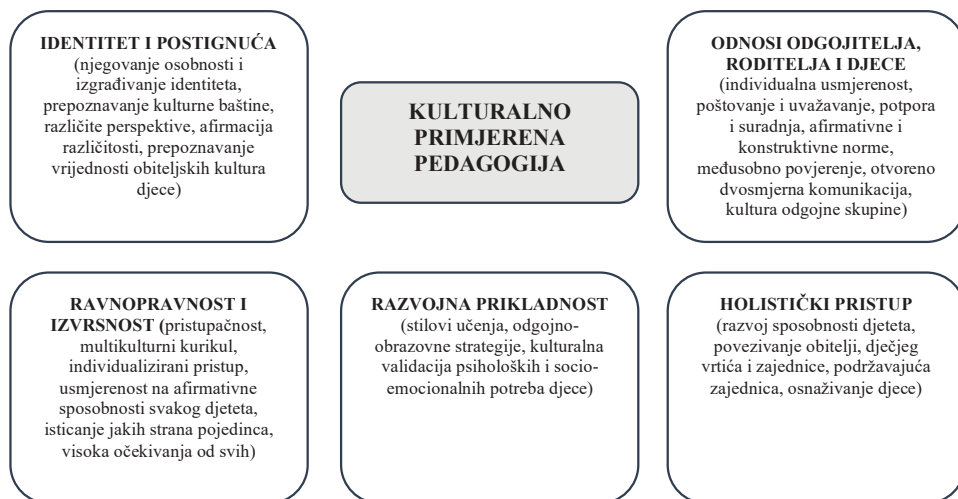 IDENTITET I POSTIGNUĆA
(njegovanje osobnosti i
izgrađivanje identiteta,
prepoznavanje kulturne baštine,
različite perspektive, afirmacija
različitosti, prepoznavanje
vrijednosti obiteljskih kultura
djece)
KULTURALNO
PRIMJERENA
PEDAGOGIJA
ODNOSI ODGOJITELJA,
RODITELJA I DJECE
(individualna usmjerenost,
poštovanje i uvažavanje, potpora
i suradnja, afirmativne i
konstruktivne norme,
međusobno povjerenje, otvoreno
dvosmjerna komunikacija,
kultura odgojne skupine)
RAVNOPRAVNOST I
IZVRSNOST (pristupačnost,
multikulturni kurikul,
individualizirani pristup,
usmjerenost na afirmativne
sposobnosti svakog djeteta,
isticanje jakih strana pojedinca,
visoka očekivanja od svih)
RAZVOJNA PRIKLADNOST
(stilovi učenja, odgojno-
obrazovne strategije, kulturalna
validacija psiholoških i socio-
emocionalnih potreba djece)
HOLISTIČKI PRISTUP
(razvoj sposobnosti djeteta,
povezivanje obitelji, dječjeg
vrtića i zajednice, podržavajuća
zajednica, osnaživanje djece)